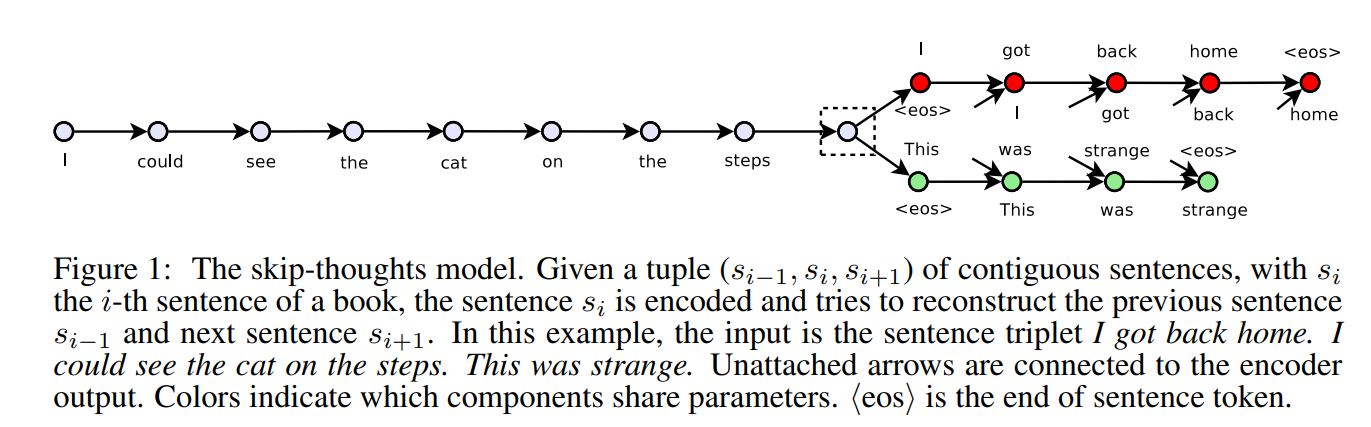 I got back home <eos>
<eos> I got back home
I could see the cat on the steps
This was strange <eos>
<eos> This was strange
Figure 1: The skip-thoughts model. Given a tuple (s_{i−1}, s_i, s_{i+1}) of contiguous sentences, with s_i
the i-th sentence of a book, the sentence s_i is encoded and tries to reconstruct the previous sentence
s_{i−1} and next sentence s_{i+1}. In this example, the input is the sentence triplet I got back home. I
could see the cat on the steps. This was strange. Unattached arrows are connected to the encoder
output. Colors indicate which components share parameters. ⟨eos⟩ is the end of sentence token.